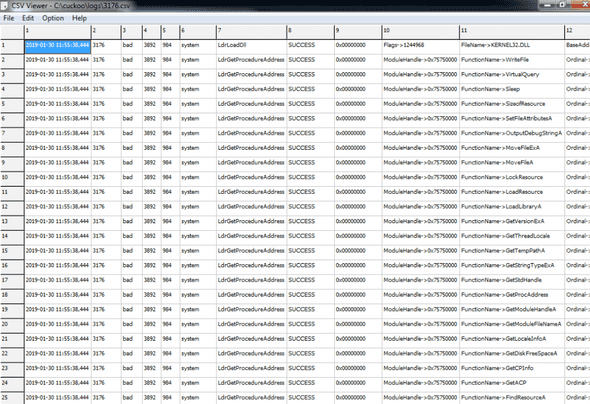 CSV Viewer - C:\cuckoo\logs\3176.csv
File Edit Option Help
1 2 3 4 5 6 7 8 9 10 11 12
1 2019-01-30 11:55:38,444 3176 bad 3892 984 system LdrLoadDll SUCCESS 0x00000000 Flags->1244968 FileName->KERNEL32.DLL BaseAdd
2 2019-01-30 11:55:38,444 3176 bad 3892 984 system LdrGetProcedureAddress SUCCESS 0x00000000 ModuleHandle->0x75750000 FunctionName->WriteFile Ordinal-
3 2019-01-30 11:55:38,444 3176 bad 3892 984 system LdrGetProcedureAddress SUCCESS 0x00000000 ModuleHandle->0x75750000 FunctionName->VirtualQuery Ordinal-
4 2019-01-30 11:55:38,444 3176 bad 3892 984 system LdrGetProcedureAddress SUCCESS 0x00000000 ModuleHandle->0x75750000 FunctionName->Sleep Ordinal-
5 2019-01-30 11:55:38,444 3176 bad 3892 984 system LdrGetProcedureAddress SUCCESS 0x00000000 ModuleHandle->0x75750000 FunctionName->SizeofResource Ordinal-
6 2019-01-30 11:55:38,444 3176 bad 3892 984 system LdrGetProcedureAddress SUCCESS 0x00000000 ModuleHandle->0x75750000 FunctionName->SetFileAttributesA Ordinal-
7 2019-01-30 11:55:38,444 3176 bad 3892 984 system LdrGetProcedureAddress SUCCESS 0x00000000 ModuleHandle->0x75750000 FunctionName->OutputDebugStringA Ordinal-
8 2019-01-30 11:55:38,444 3176 bad 3892 984 system LdrGetProcedureAddress SUCCESS 0x00000000 ModuleHandle->0x75750000 FunctionName->MoveFileExA Ordinal-
9 2019-01-30 11:55:38,444 3176 bad 3892 984 system LdrGetProcedureAddress SUCCESS 0x00000000 ModuleHandle->0x75750000 FunctionName->MoveFileA Ordinal-
10 2019-01-30 11:55:38,444 3176 bad 3892 984 system LdrGetProcedureAddress SUCCESS 0x00000000 ModuleHandle->0x75750000 FunctionName->LockResource Ordinal-
11 2019-01-30 11:55:38,444 3176 bad 3892 984 system LdrGetProcedureAddress SUCCESS 0x00000000 ModuleHandle->0x75750000 FunctionName->LoadResource Ordinal-
12 2019-01-30 11:55:38,444 3176 bad 3892 984 system LdrGetProcedureAddress SUCCESS 0x00000000 ModuleHandle->0x75750000 FunctionName->LoadLibraryA Ordinal-
13 2019-01-30 11:55:38,444 3176 bad 3892 984 system LdrGetProcedureAddress SUCCESS 0x00000000 ModuleHandle->0x75750000 FunctionName->GetVersionExA Ordinal-
14 2019-01-30 11:55:38,444 3176 bad 3892 984 system LdrGetProcedureAddress SUCCESS 0x00000000 ModuleHandle->0x75750000 FunctionName->GetThreadLocale Ordinal-
15 2019-01-30 11:55:38,444 3176 bad 3892 984 system LdrGetProcedureAddress SUCCESS 0x00000000 ModuleHandle->0x75750000 FunctionName->GetTempPathA Ordinal-
16 2019-01-30 11:55:38,444 3176 bad 3892 984 system LdrGetProcedureAddress SUCCESS 0x00000000 ModuleHandle->0x75750000 FunctionName->GetStringTypeExA Ordinal-
17 2019-01-30 11:55:38,444 3176 bad 3892 984 system LdrGetProcedureAddress SUCCESS 0x00000000 ModuleHandle->0x75750000 FunctionName->GetStdHandle Ordinal-
18 2019-01-30 11:55:38,444 3176 bad 3892 984 system LdrGetProcedureAddress SUCCESS 0x00000000 ModuleHandle->0x75750000 FunctionName->GetProcAddress Ordinal-
19 2019-01-30 11:55:38,444 3176 bad 3892 984 system LdrGetProcedureAddress SUCCESS 0x00000000 ModuleHandle->0x75750000 FunctionName->GetModuleHandleA Ordinal-
20 2019-01-30 11:55:38,444 3176 bad 3892 984 system LdrGetProcedureAddress SUCCESS 0x00000000 ModuleHandle->0x75750000 FunctionName->GetModuleFileNameA Ordinal-
21 2019-01-30 11:55:38,444 3176 bad 3892 984 system LdrGetProcedureAddress SUCCESS 0x00000000 ModuleHandle->0x75750000 FunctionName->GetLocaleInfoA Ordinal-
22 2019-01-30 11:55:38,444 3176 bad 3892 984 system LdrGetProcedureAddress SUCCESS 0x00000000 ModuleHandle->0x75750000 FunctionName->GetDiskFreeSpaceA Ordinal-
23 2019-01-30 11:55:38,444 3176 bad 3892 984 system LdrGetProcedureAddress SUCCESS 0x00000000 ModuleHandle->0x75750000 FunctionName->GetCPInfo Ordinal-
24 2019-01-30 11:55:38,444 3176 bad 3892 984 system LdrGetProcedureAddress SUCCESS 0x00000000 ModuleHandle->0x75750000 FunctionName->GetACP Ordinal-
25 2019-01-30 11:55:38,444 3176 bad 3892 984 system LdrGetProcedureAddress SUCCESS 0x00000000 ModuleHandle->0x75750000 FunctionName->FindResourceA Ordinal-